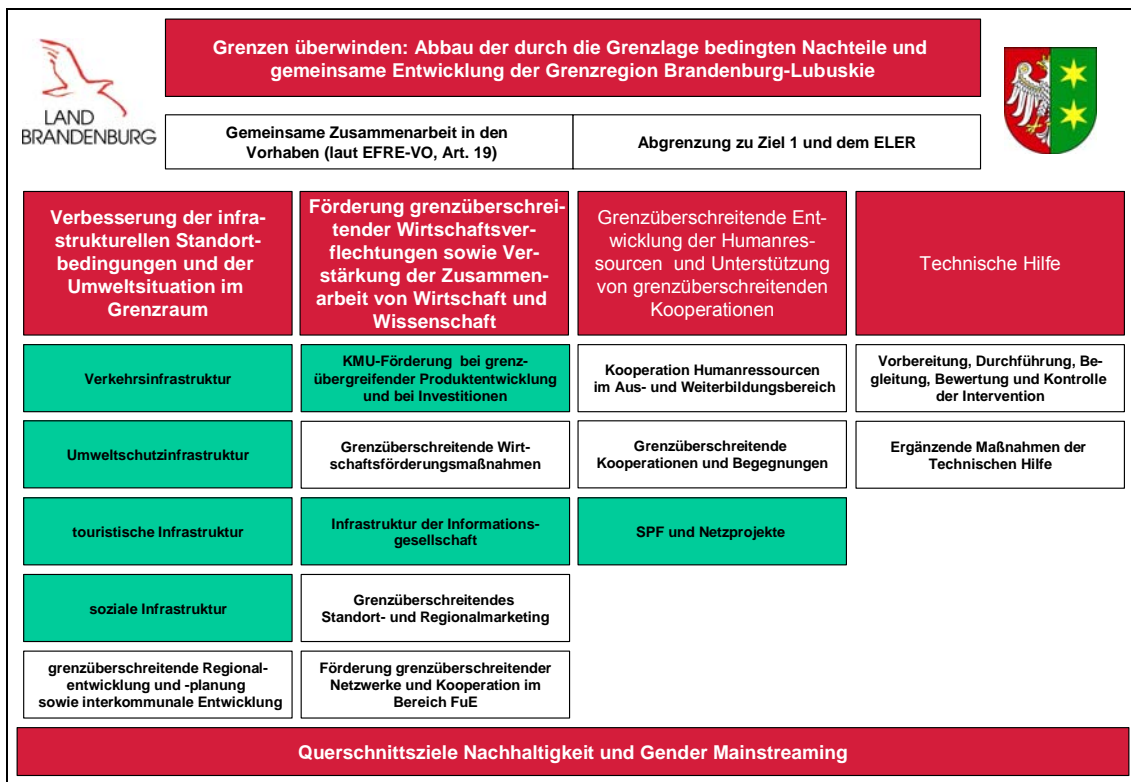 Grenzen überwinden: Abbau der durch die Grenzlage bedingten Nachteile und
gemeinsame Entwicklung der Grenzregion Brandenburg-Lubuskie
LAND
BRANDENBURG
Gemeinsame Zusammenarbeit in den
Vorhaben (laut EFRE-VO, Art. 19)
Abgrenzung zu Ziel 1 und dem ELER
Verbesserung der infra-
strukturellen Standort-
bedingungen und der
Umweltsituation im
Grenzraum
Verkehrsinfrastruktur
Umweltschutzinfrastruktur
touristische Infrastruktur
soziale Infrastruktur
grenzüberschreitende Regional-
entwicklung und -planung
sowie interkommunale Entwicklung
Förderung grenzüberschrei-
tender Wirtschaftsver-
flechtungen sowie Ver-
stärkung der Zusammen-
arbeit von Wirtschaft und
Wissenschaft
KMU-Förderung bei grenz-
übergreifender Produktentwicklung
und bei Investitionen
Grenzüberschreitende Wirt-
schaftsförderungsmaßnahmen
Infrastruktur der Informations-
gesellschaft
Grenzüberschreitendes
Standort- und Regionalmarketing
Förderung grenzüberschreitender
Netzwerke und Kooperation im
Bereich FuE
Grenzüberschreitende Ent-
wicklung der Humanres-
sourcen und Unterstützung
von grenzüberschreitenden
Kooperationen
Kooperation Humanressourcen
im Aus- und Weiterbildungsbereich
Grenzüberschreitende
Kooperationen und Begegnungen
SPF und Netzprojekte
Technische Hilfe
Vorbereitung, Durchführung, Be-
gleitung, Bewertung und Kontrolle
der Intervention
Ergänzende Maßnahmen der
Technischen Hilfe
Querschnittsziele Nachhaltigkeit und Gender Mainstreaming